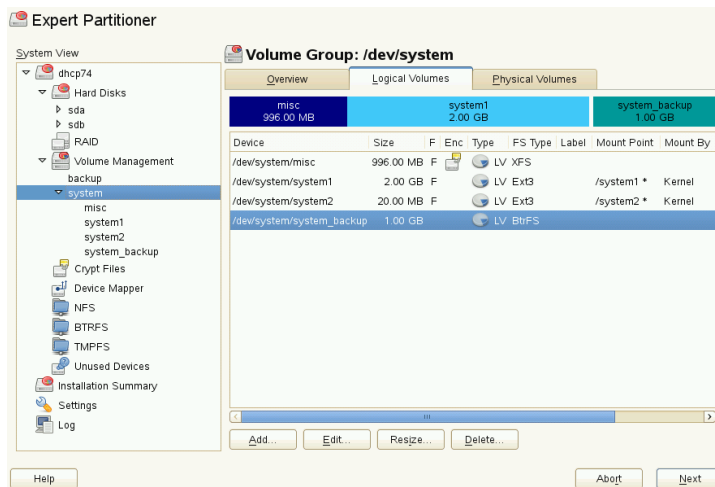 Expert Partitioner
System View
dhcp74
Hard Disks
sda
sdb
RAID
Volume Management
backup
system
misc
system1
system2
system_backup
Crypt Files
Device Mapper
NFS
BTRFS
TMPFS
Unused Devices
Installation Summary
Settings
Log
Volume Group: /dev/system
Overview Logical Volumes Physical Volumes
misc system1 system_backup
996.00 MB 2.00 GB 1.00 GB
Device Size F Enc Type FS Type Label Mount Point Mount By
/dev/system/misc 996.00 MB F LV XFS
/dev/system/system1 2.00 GB F LV Ext3 /system1 * Kernel
/dev/system/system2 20.00 MB F LV Ext3 /system2 * Kernel
/dev/system/system_backup 1.00 GB LV BtrFS
Add... Edit... Resize... Delete...
Help Abort Next